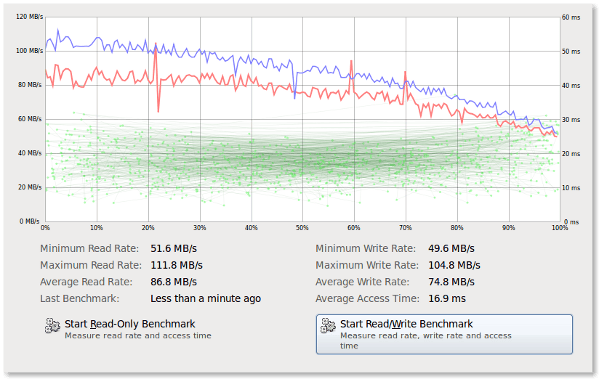 120 MB/s
60 ms
100 MB/s
50 ms
80 MB/s
40 ms
60 MB/s
30 ms
40 MB/s
20 ms
20 MB/s
10 ms
0 MB/s
0 ms
0% 10% 20% 30% 40% 50% 60% 70% 80% 90% 100%
Minimum Read Rate: 51.6 MB/s
Minimum Write Rate: 49.6 MB/s
Maximum Read Rate: 111.8 MB/s
Maximum Write Rate: 104.8 MB/s
Average Read Rate: 86.8 MB/s
Average Write Rate: 74.8 MB/s
Last Benchmark: Less than a minute ago
Average Access Time: 16.9 ms
Start Read-Only Benchmark
Measure read rate and access time
Start Read/Write Benchmark
Measure read rate, write rate and access
time